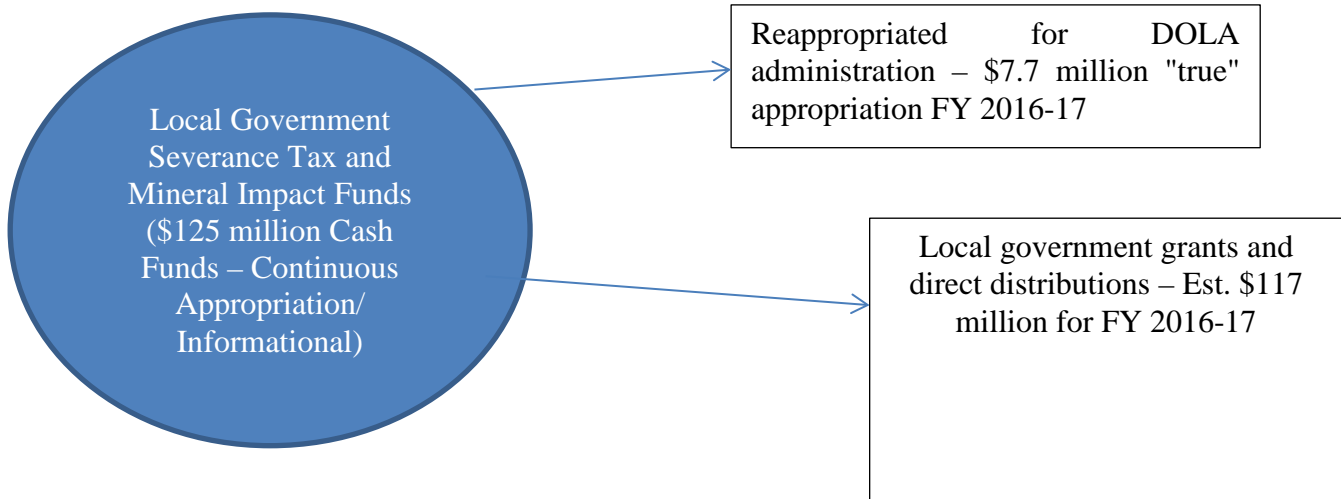 Local Government
Severance Tax and
Mineral Impact Funds
($125 million Cash
Funds – Continuous
Appropriation/
Informational)
Reappropriated for DOLA
administration – $7.7 million "true"
appropriation FY 2016-17
Local government grants and
direct distributions – Est. $117
million for FY 2016-17